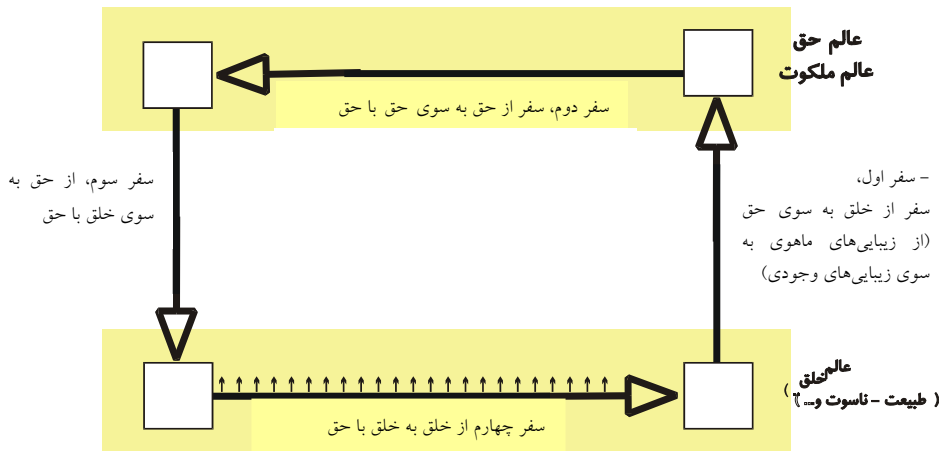 عالم حق
عالم ملکوت
سفر دوم، سفر از حق به سوی حق با حق
– سفر اول،
سفر از خلق به سوی حق
(از زیبایی‌های ماهوی به
سوی زیبایی‌های وجودی)
سفر سوم، از حق به
سوی خلق با حق
عالم خلق
( طبیعت – ناسوت و... )
سفر چهارم از خلق به خلق با حق